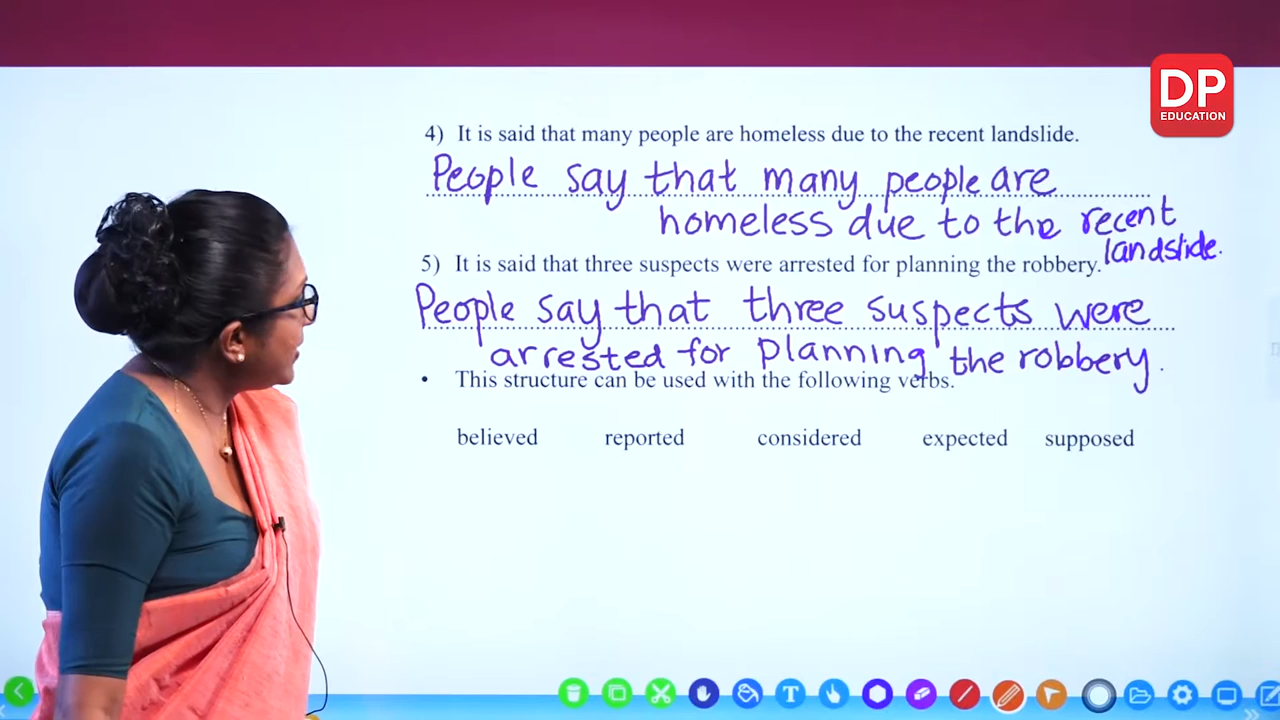 DP
EDUCATION
4) It is said that many people are homeless due to the recent landslide.
People say that many people are
homeless due to the recent
landslide.
5) It is said that three suspects were arrested for planning the robbery.
People say that three suspects were
arrested for planning the robbery.
• This structure can be used with the following verbs.
believed reported considered expected supposed
T